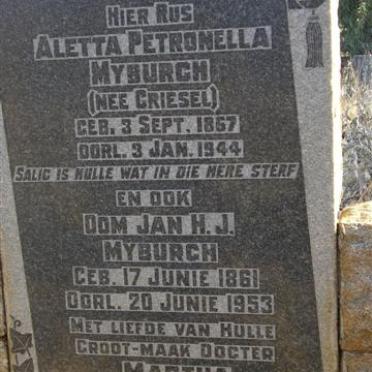 HIER RUS
ALETTA PETRONELLA
MYBURGH
(NEE GRIESEL)
GEB. 3 SEPT. 1867
OORL. 3 JAN. 1944
SALIG IS HULLE WAT IN DIE HERE STERF
EN OOK
OOM JAN H. J.
MYBURGH
GEB. 17 JUNIE 1861
OORL. 20 JUNIE 1953
MET LIEFDE VAN HULLE
GROOT-MAAK DOGTER
MARTHA